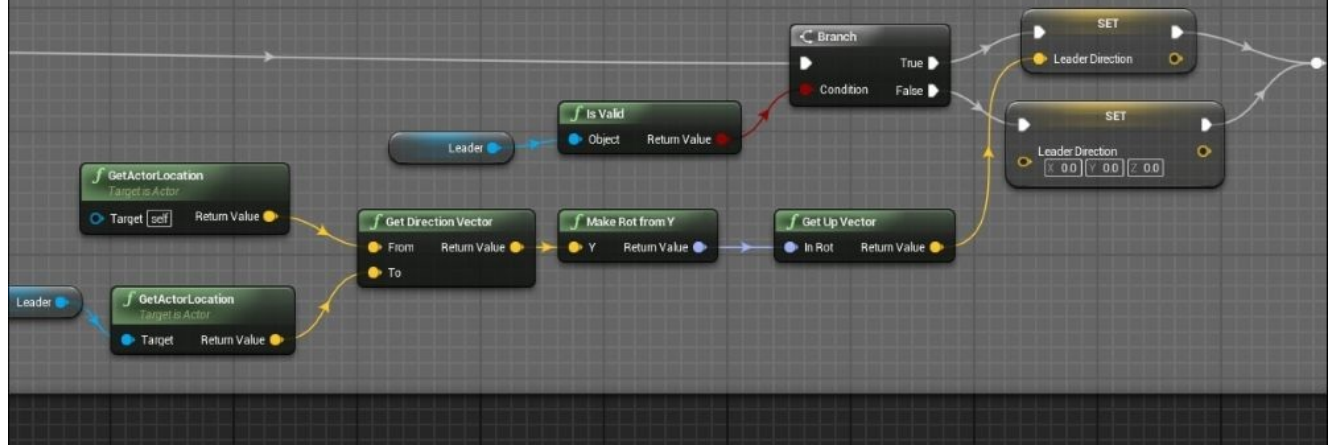 SET
Leader Direction
Branch
True
Condition
False
SET
Leader Direction
X 0.0 Y 0.0 Z 0.0
Is Valid
Object
Return Value
Leader
GetActorLocation
Target is Actor
Target self
Return Value
Get Direction Vector
From
Return Value
To
Make Rot from Y
Y
Return Value
Get Up Vector
In Rot
Return Value
Leader
GetActorLocation
Target is Actor
Target
Return Value